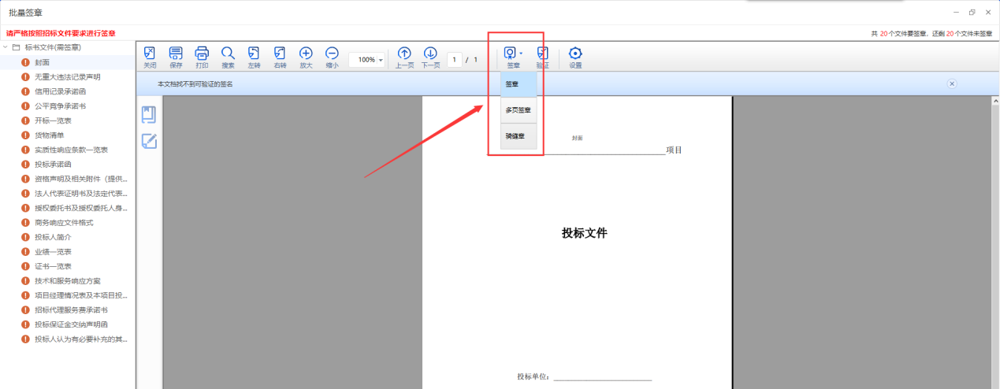 批量签章
请严格按照招标文件要求进行签章
共 20 个文件要签章，还剩 20 个文件未签章
标书文件(需签章)
封面
无重大违法记录声明
信用记录承诺函
公平竞争承诺书
开标一览表
货物清单
实质性响应条款一览表
投标承诺函
资格声明及相关附件（提供...
法人代表证明书及法定代表...
授权委托书及授权委托人身...
商务响应文件格式
投标人简介
业绩一览表
证书一览表
技术和服务响应方案
项目经理情况表及本项目投...
招标代理服务费承诺书
投标保证金交纳声明函
投标人认为有必要补充的其...
关闭 保存 打印 搜索 左转 右转 放大 缩小 100% 上一页 下一页 1 / 1 签章 验证 设置
本文档找不到可验证的签名
签章
多页签章
骑缝章
封面
项目
投标文件
投标单位：